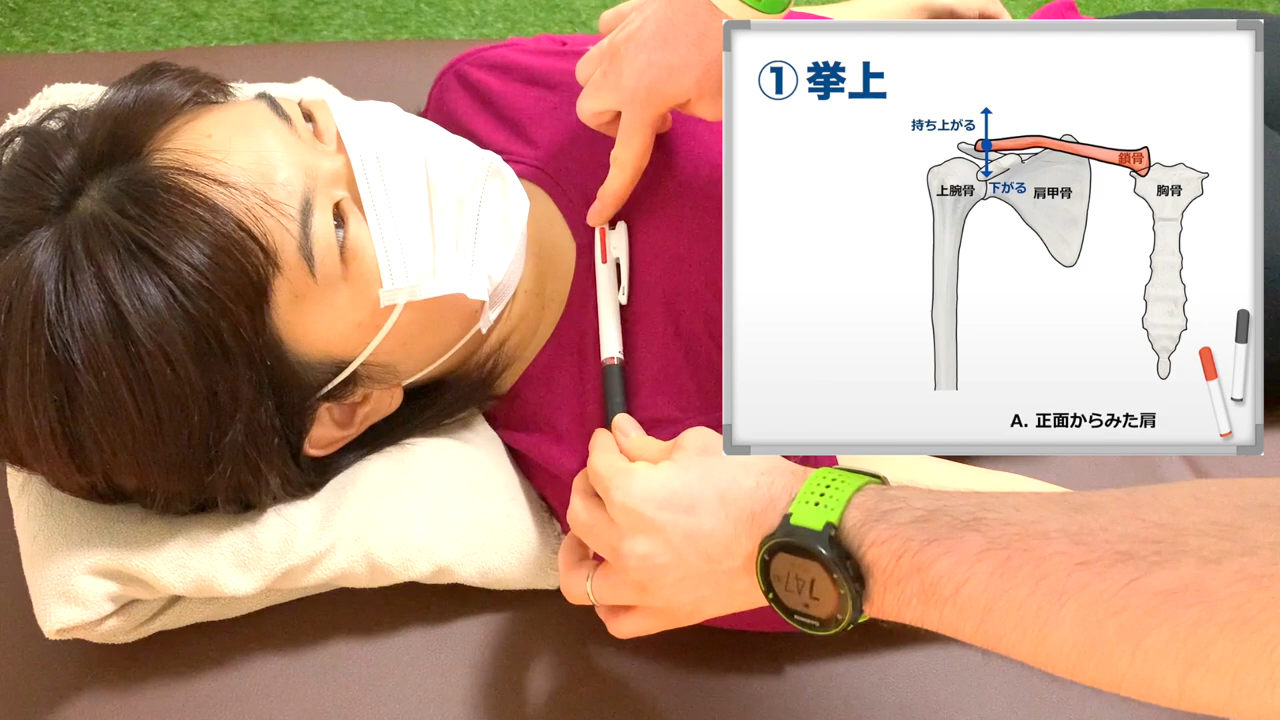 ① 挙上
持ち上がる
鎖骨
上腕骨
下がる
肩甲骨
胸骨
A. 正面からみた肩